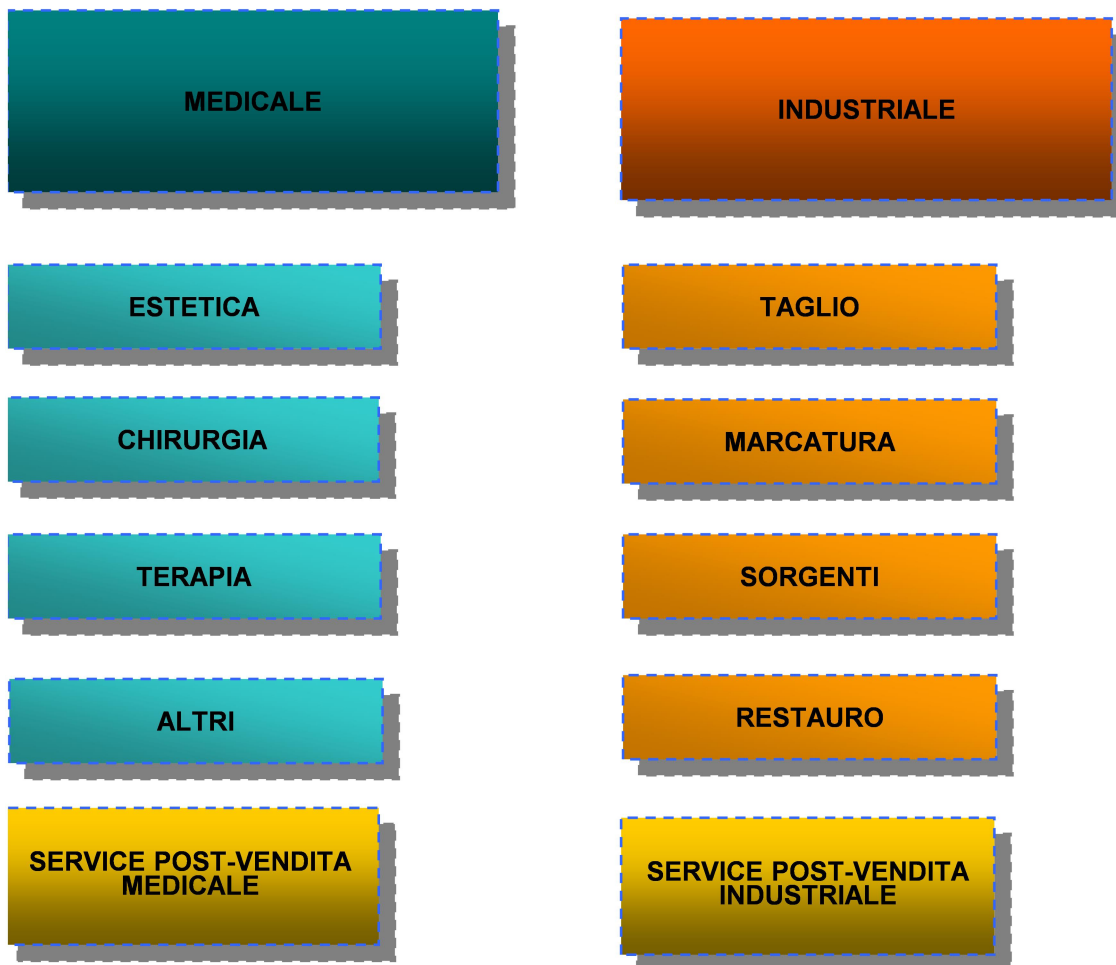 MEDICALE
INDUSTRIALE
ESTETICA
TAGLIO
CHIRURGIA
MARCATURA
TERAPIA
SORGENTI
ALTRI
RESTAURO
SERVICE POST-VENDITA
MEDICALE
SERVICE POST-VENDITA
INDUSTRIALE